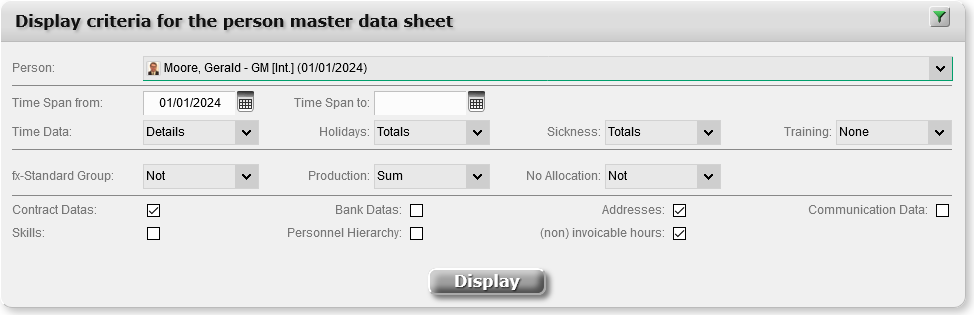 Display criteria for the person master data sheet
Person: Moore, Gerald - GM [Int.] (01/01/2024)
Time Span from: 01/01/2024 Time Span to:
Time Data: Details Holidays: Totals Sickness: Totals Training: None
fx-Standard Group: Not Production: Sum No Allocation: Not
Contract Datas: Bank Datas: Addresses: Communication Data:
Skills: Personnel Hierarchy: (non) invoicable hours:
Display